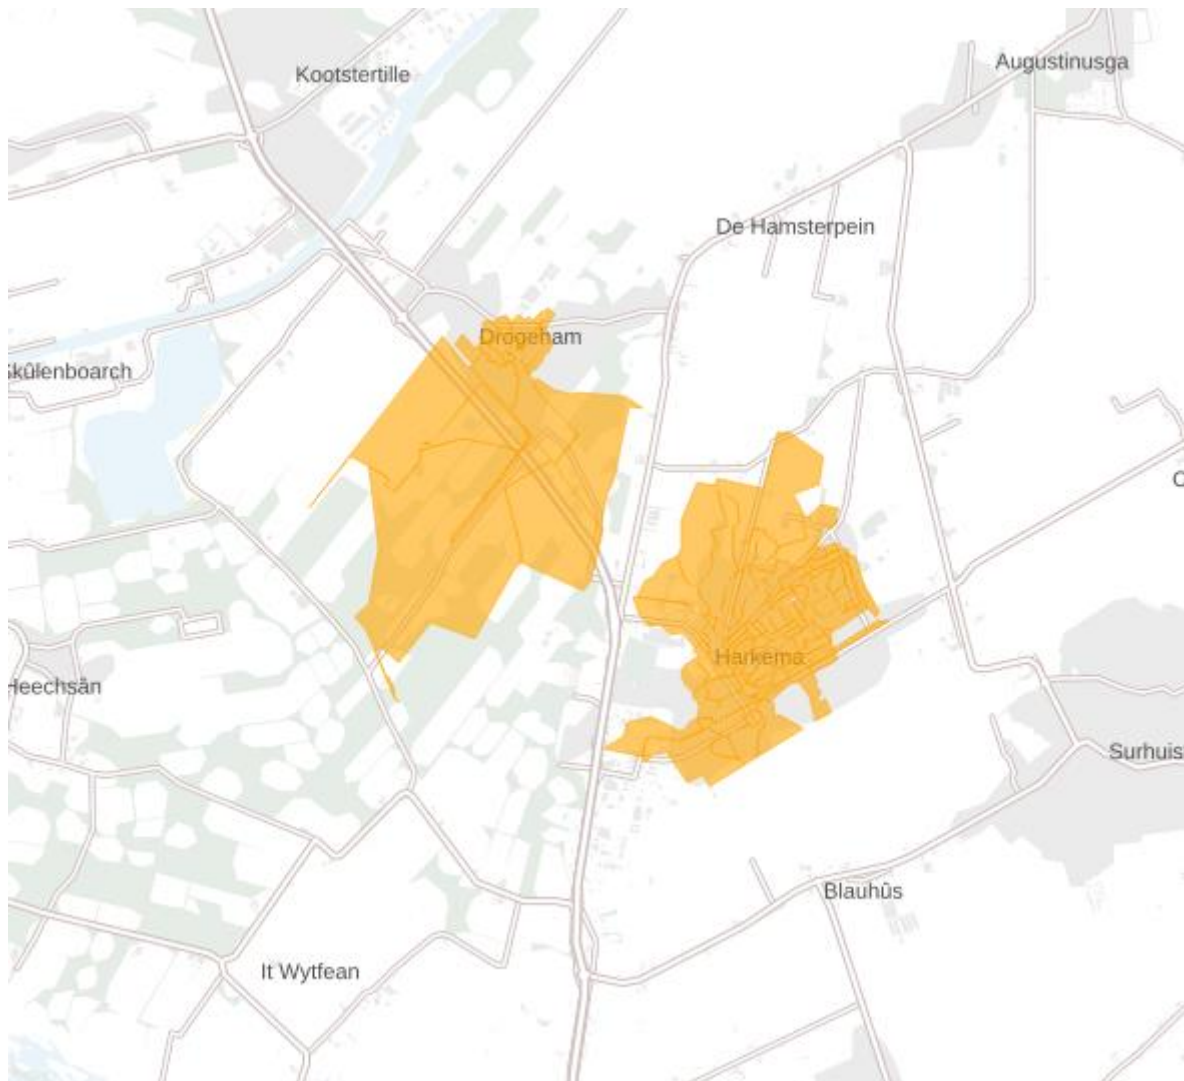 Augustinusga
Kootstertille
De Hamsterpein
Drogeham
Skûlenboarch
Harkema
Heechsân
Surhuis
Blauhûs
It Wytfean